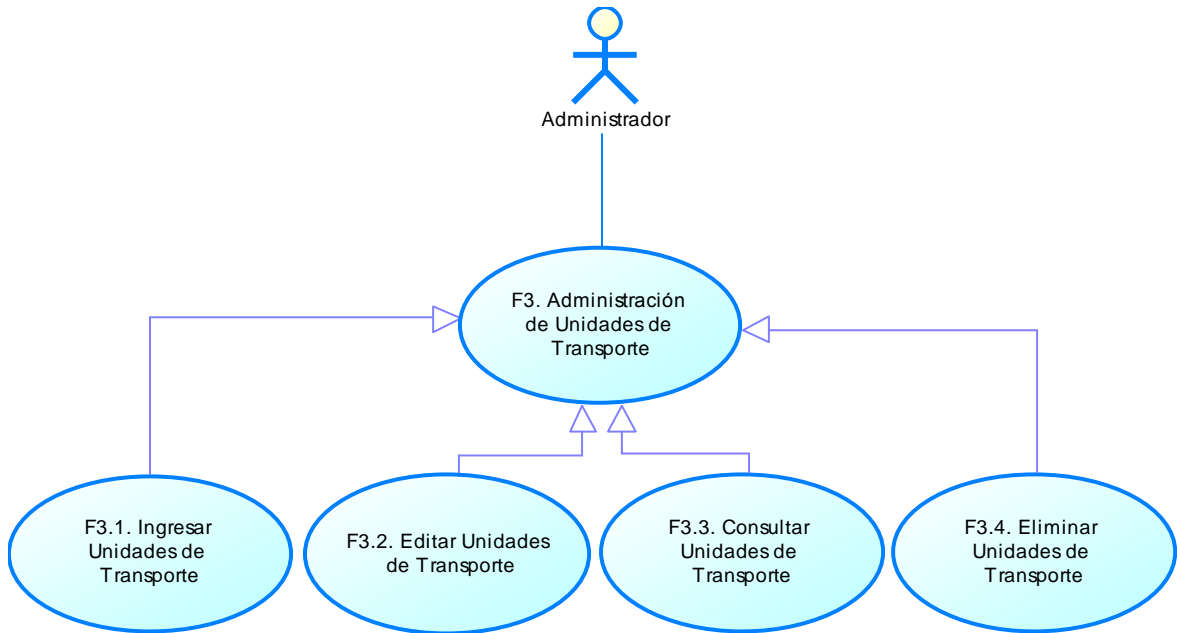 Administrador
F3. Administración
de Unidades de
Transporte
F3.1. Ingresar
Unidades de
Transporte
F3.2. Editar Unidades
de Transporte
F3.3. Consultar
Unidades de
Transporte
F3.4. Eliminar
Unidades de
Transporte